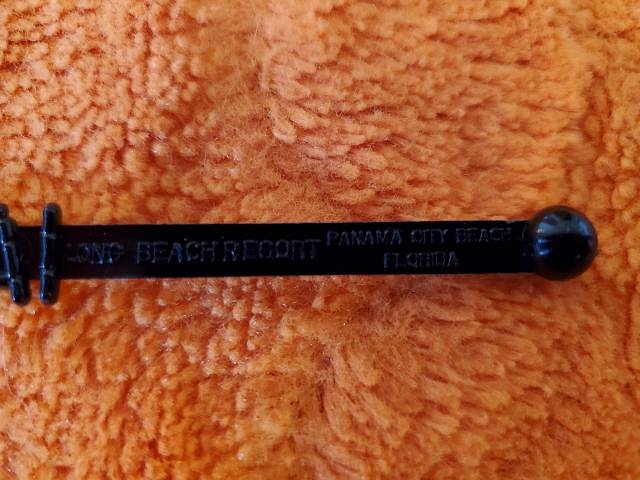 LONG BEACH RESORT
PANAMA CITY BEACH
FLORIDA